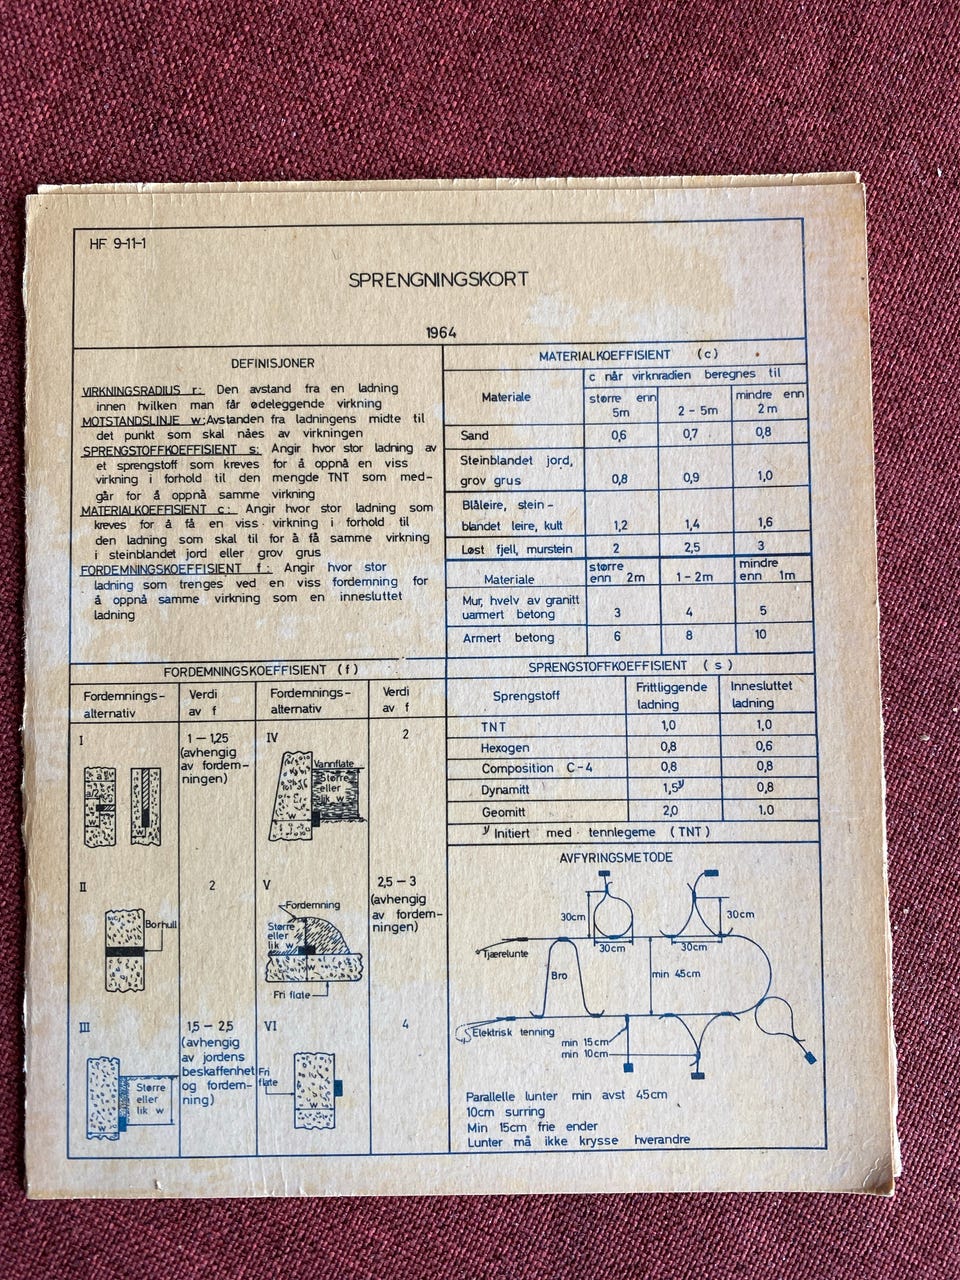 HF 9-11-1
SPRENGNINGSKORT
1964
DEFINISJONER
VIRKNINGSRADIUS r: Den avstand fra en ladning
innen hvilken man får ødeleggende virkning
MOTSTANDSLINJE w: Avstanden fra ladningens midte til
det punkt som skal nåes av virkningen
SPRENGSTOFFKOEFFISIENT s: Angir hvor stor ladning av
et sprengstoff som kreves for å oppnå en viss
virkning i forhold til den mengde TNT som med-
går for å oppnå samme virkning
MATERIALKOEFFISIENT c: Angir hvor stor ladning som
kreves for å få en viss virkning i forhold til
den ladning som skal til for å få samme virkning
i steinblandet jord eller grov grus
FORDEMNINGSKOEFFISIENT f: Angir hvor stor
ladning som trenges ved en viss fordemning for
å oppnå samme virkning som en innesluttet
ladning
MATERIALKOEFFISIENT (c)
Materiale
c når virknradien beregnes til
større enn 5m
2 - 5m
mindre enn 2m
Sand 0,6 0,7 0,8
Steinblandet jord,
grov grus 0,8 0,9 1,0
Blåleire, stein-
blandet leire, kult 1,2 1,4 1,6
Løst fjell, murstein 2 2,5 3
Materiale
større enn 2m
1-2m
mindre enn 1m
Mur, hvelv av granitt
uarmert betong 3 4 5
Armert betong 6 8 10
FORDEMNINGSKOEFFISIENT (f)
Fordemnings-
alternativ
Verdi
av f
Fordemnings-
alternativ
Verdi
av f
I
1 — 1,25
(avhengig
av fordem-
ningen)
w
w
IV
2
Vannflate
Større
eller
lik w
w
II
2
Borhull
V
2,5 — 3
(avhengig
av fordem-
ningen)
Fordemning
Større
eller
lik w
w
Fri flate
III
1,5 — 2,5
(avhengig
av jordens
beskaffenhet
og fordem-
ning)
Større
eller
lik w
w
VI
4
Fri
flate
w
SPRENGSTOFFKOEFFISIENT (s)
Sprengstoff
Frittliggende
ladning
Innesluttet
ladning
TNT 1,0 1,0
Hexogen 0,8 0,6
Composition C-4 0,8 0,8
Dynamitt 1,5 0,8
Geomitt 2,0 1.0
Initiert med tennlegeme (TNT)
AVFYRINGSMETODE
30cm
30cm
30cm
30cm
Tjærelunte
Bro
min 45cm
Elektrisk tenning
min 15cm
min 10cm
Parallelle lunter min avst 45cm
10cm surring
Min 15cm frie ender
Lunter må ikke krysse hverandre